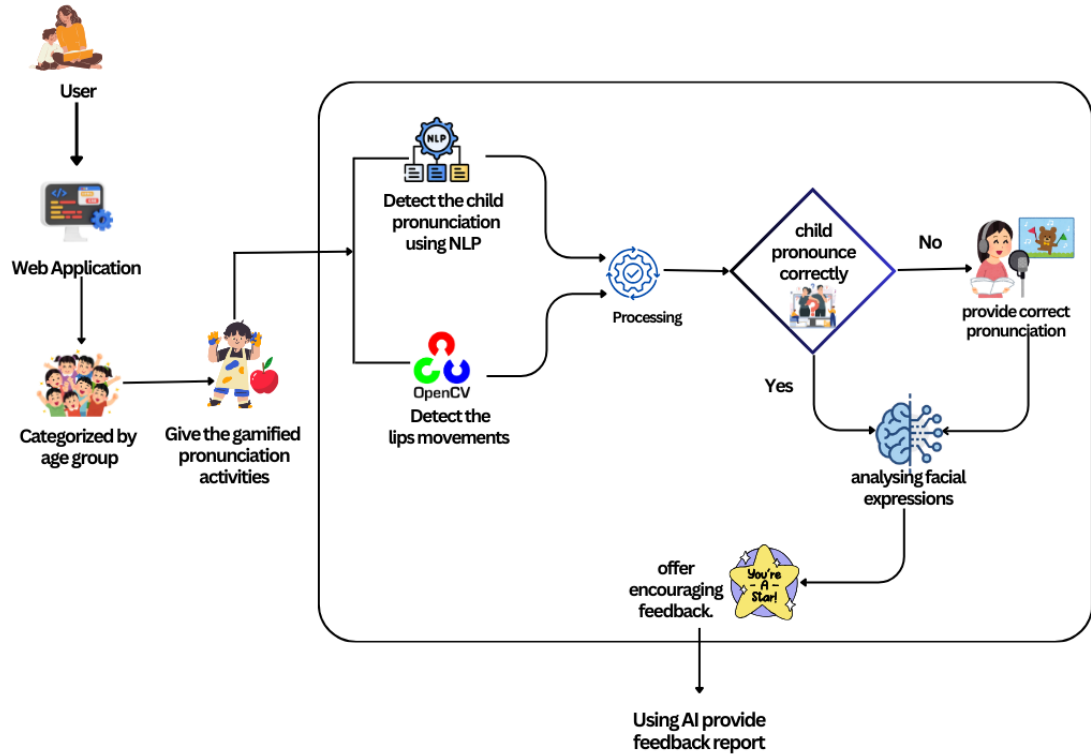 User
Web Application
Categorized by
age group
Give the gamified
pronunciation
activities
NLP
Detect the child
pronunciation
using NLP
OpenCV
Detect the
lips movements
Processing
child
pronounce
correctly
?
No
provide correct
pronunciation
Yes
analysing facial
expressions
offer
encouraging
feedback.
You're
- A -
Star!
Using AI provide
feedback report